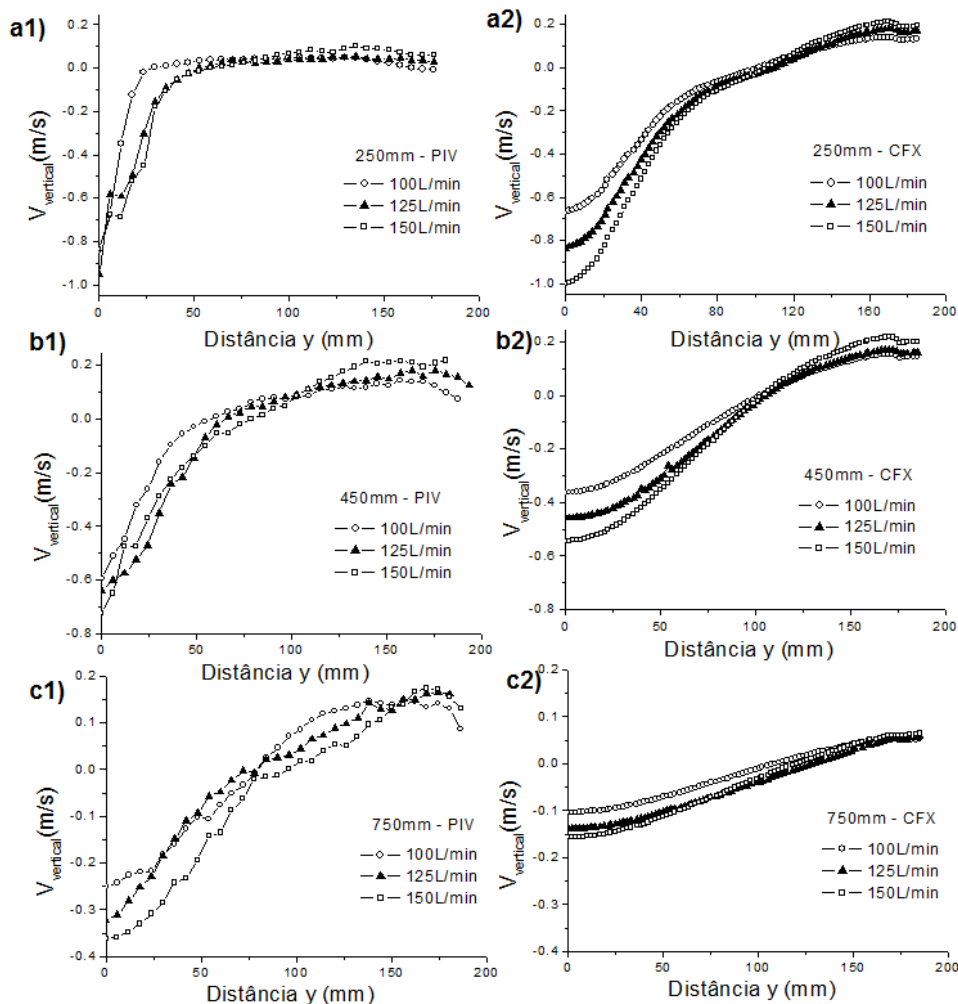 a1)
0.2
0.0
-0.2
-0.4
-0.6
-0.8
-1.0
V vertical (m/s)
250mm - PIV
100L/min
125L/min
150L/min
0 50 100 150 200
Distância y (mm)
a2)
0.2
0.0
-0.2
-0.4
-0.6
-0.8
-1.0
V vertical (m/s)
250mm - CFX
100L/min
125L/min
150L/min
0 40 80 120 160 200
Distância y (mm)
b1)
0.2
0.0
-0.2
-0.4
-0.6
-0.8
V vertical (m/s)
450mm - PIV
100L/min
125L/min
150L/min
0 50 100 150 200
Distância y (mm)
b2)
0.2
0.0
-0.2
-0.4
-0.6
-0.8
V vertical (m/s)
450mm - CFX
100L/min
125L/min
150L/min
0 50 100 150 200
Distância y (mm)
c1)
0.2
0.1
0.0
-0.1
-0.2
-0.3
-0.4
V vertical (m/s)
750mm - PIV
100L/min
125L/min
150L/min
0 50 100 150 200
Distância y (mm)
c2)
0.2
0.1
0.0
-0.1
-0.2
-0.3
-0.4
V vertical (m/s)
750mm - CFX
100L/min
125L/min
150L/min
0 50 100 150 200
Distância y (mm)